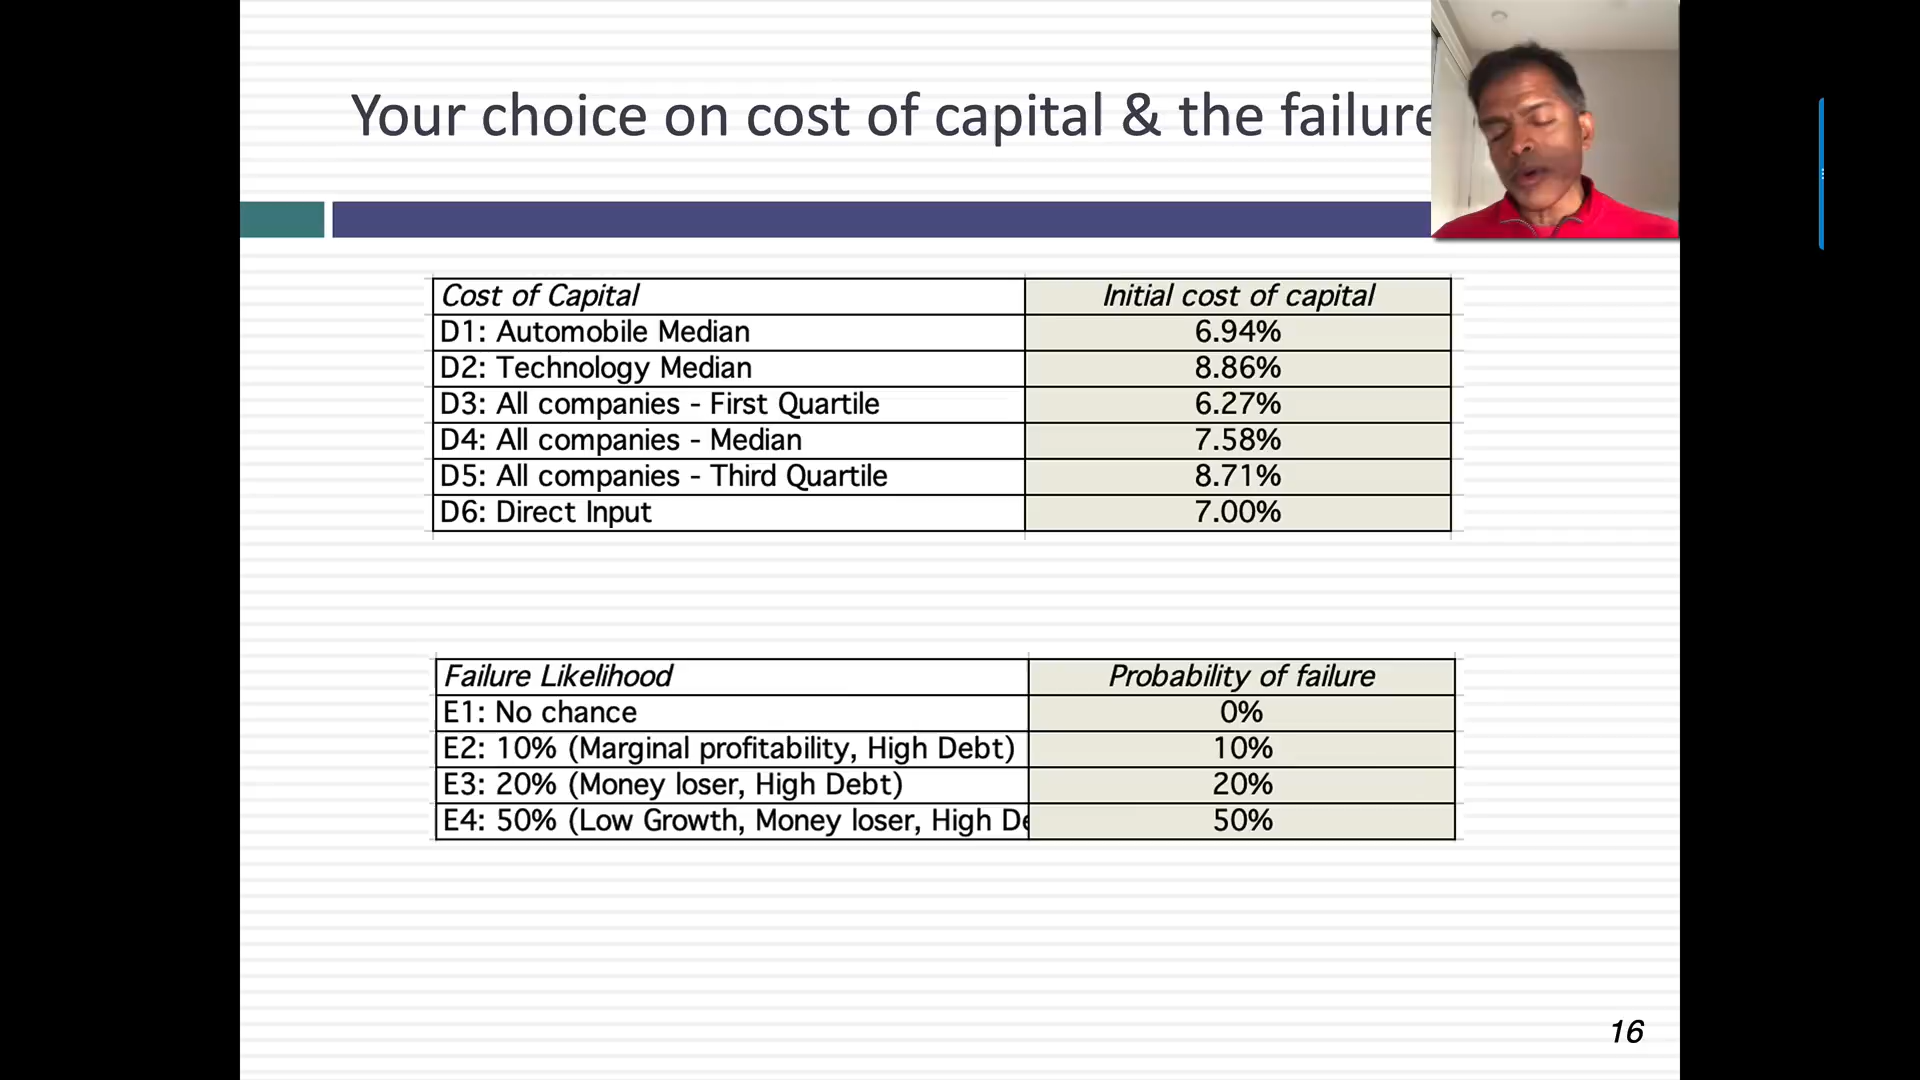 Your choice on cost of capital & the failure
Cost of Capital Initial cost of capital
D1: Automobile Median 6.94%
D2: Technology Median 8.86%
D3: All companies - First Quartile 6.27%
D4: All companies - Median 7.58%
D5: All companies - Third Quartile 8.71%
D6: Direct Input 7.00%
Failure Likelihood Probability of failure
E1: No chance 0%
E2: 10% (Marginal profitability, High Debt) 10%
E3: 20% (Money loser, High Debt) 20%
E4: 50% (Low Growth, Money loser, High De 50%
16